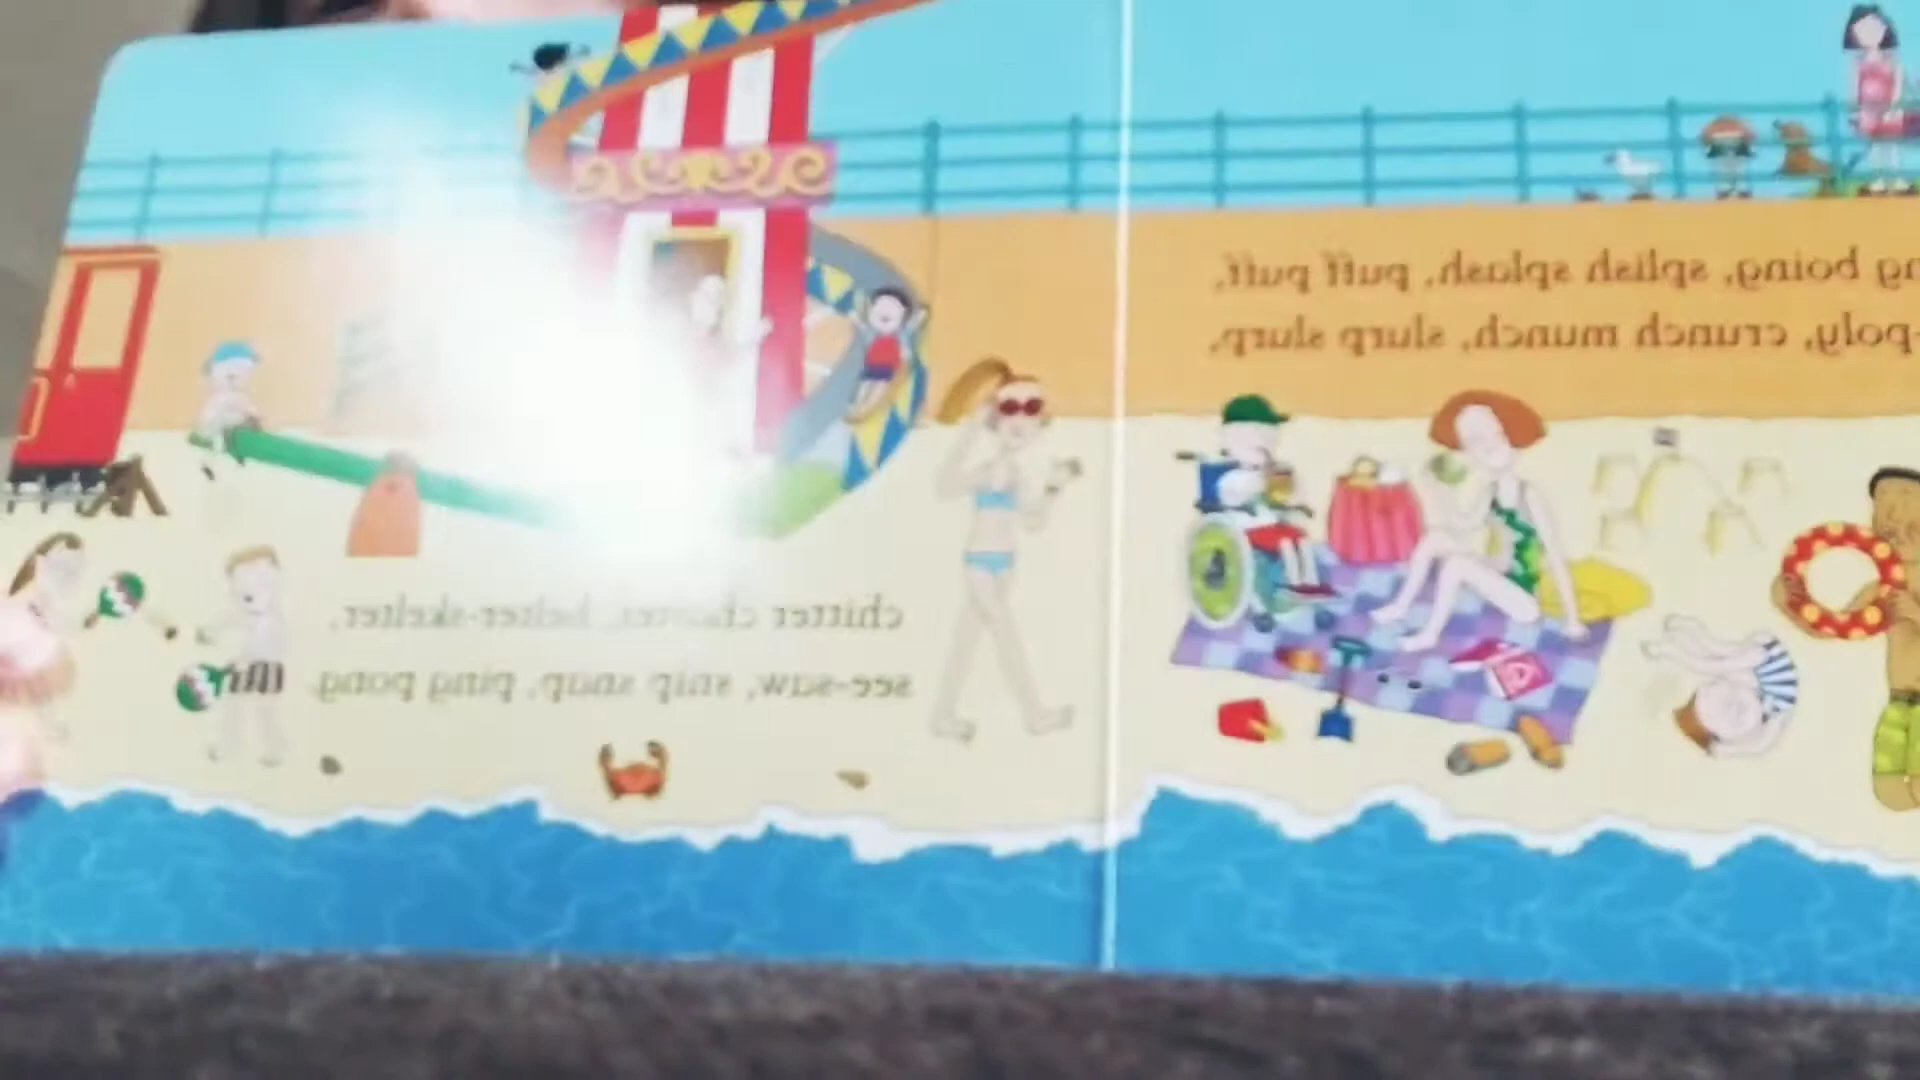 boing, splish splash, puff puff,
poly, crunch munch, slurp slurp,
chitter chatter, helter-skelter,
see-saw, snip snap, ping pong.